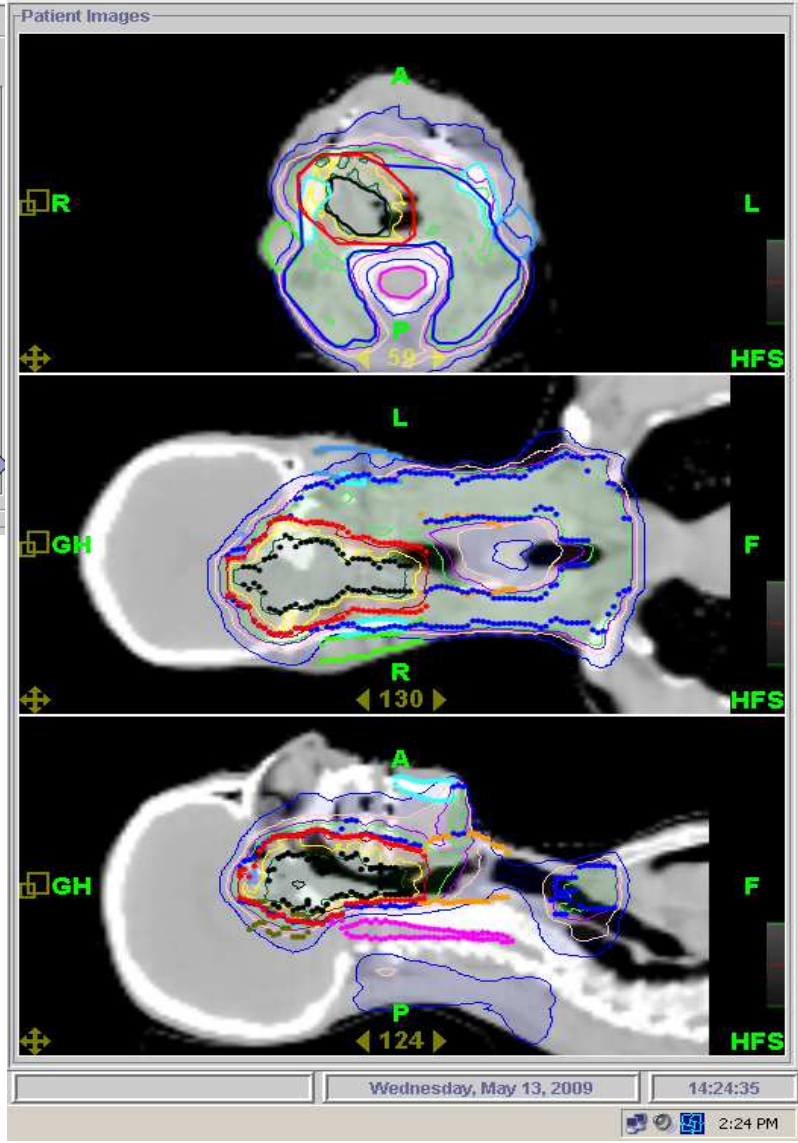 Patient Images
A
R
L
P
59
HFS
L
GH
F
R
130
HFS
A
GH
F
P
124
HFS
Wednesday, May 13, 2009
14:24:35
2:24 PM